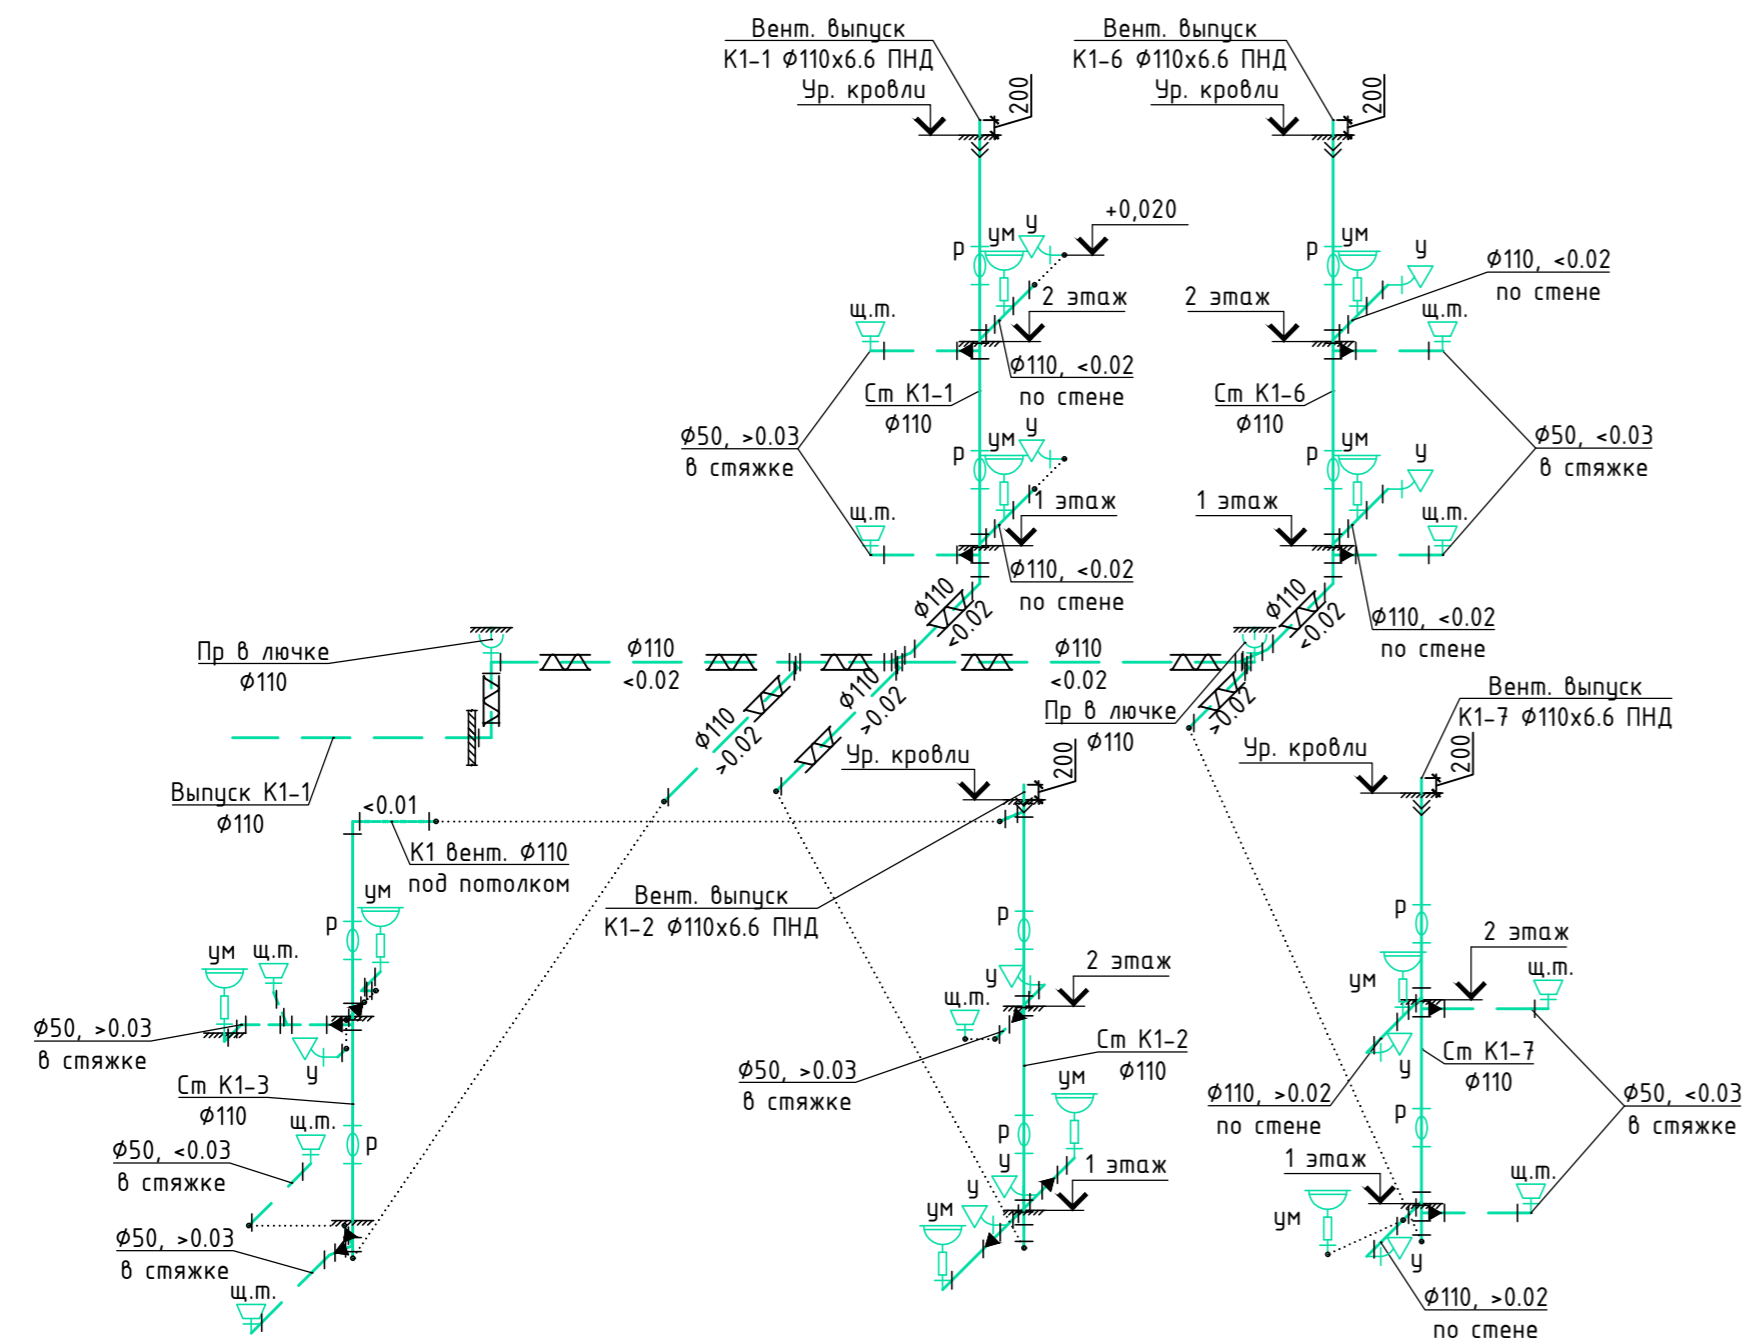 Вент. выпуск
К1-1 Ф110х6.6 ПНД
Ур. кровли
200
Вент. выпуск
К1-6 Ф110х6.6 ПНД
Ур. кровли
200
+0,020
У
ум
Р
2 этаж
щ.т.
Ф110, <0.02
по стене
Ст К1-1
Ф110
Ф50, >0.03
в стяжке
У
ум
Р
1 этаж
щ.т.
Ф110, <0.02
по стене
Р
ум
У
Ф110, <0.02
по стене
2 этаж
щ.т.
Ст К1-6
Ф110
Ф50, <0.03
в стяжке
Р
ум
У
1 этаж
щ.т.
Ф110, <0.02
по стене
Ф110
<0.02
Ф110
<0.02
Пр в лючке
Ф110
Ф110
<0.02
Ф110
<0.02
Ф110
>0.02
Ф110
>0.02
>0.02
Пр в лючке
Ф110
Выпуск К1-1
Ф110
Вент. выпуск
К1-7 Ф110х6.6 ПНД
Ур. кровли
200
Ур. кровли
200
<0.01
К1 вент. Ф110
под потолком
Вент. выпуск
К1-2 Ф110х6.6 ПНД
ум
Р
ум
щ.т.
Ф50, >0.03
в стяжке
У
Ст К1-3
Ф110
щ.т.
Р
Ф50, <0.03
в стяжке
Ф50, >0.03
в стяжке
щ.т.
Р
У
2 этаж
щ.т.
Ф50, >0.03
в стяжке
Ст К1-2
Ф110
ум
Р
У
1 этаж
У
ум
Р
2 этаж
ум
щ.т.
У
Ст К1-7
Ф110
Ф110, >0.02
по стене
Р
Ф50, <0.03
в стяжке
1 этаж
щ.т.
ум
У
Ф110, >0.02
по стене